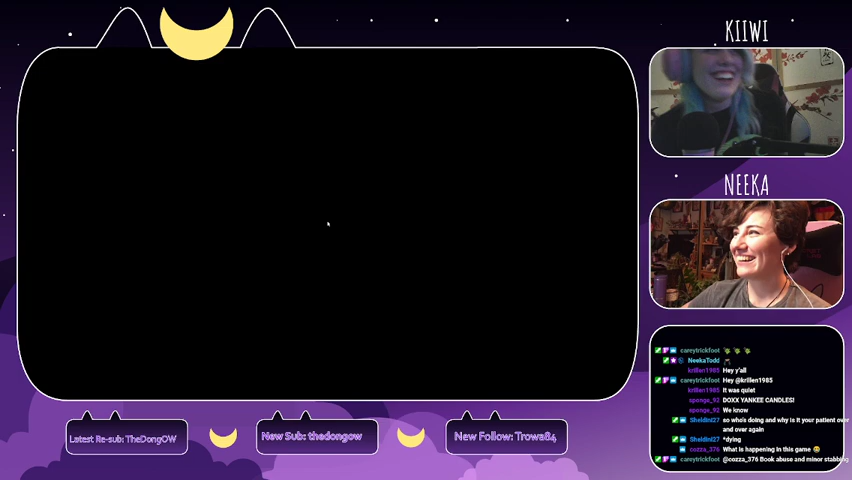 KIIWI
NEEKA
careytrickfoot
NeekaTodd
krillen1985 Hey y'all
careytrickfoot Hey @krillen1985
krillen1985 It was quiet
sponge_92 BOXX YANKEE CANDLES!
sponge_92 We know
Sheldini27 so who's doing and why is it your patient over
and over again
Sheldini27 *dying
cozza_376 What is happening in this game
careytrickfoot @cozza_376 Book abuse and minor stabbing
Latest Re-sub: TheDongOW
New Sub: thedongow
New Follow: Trowa84